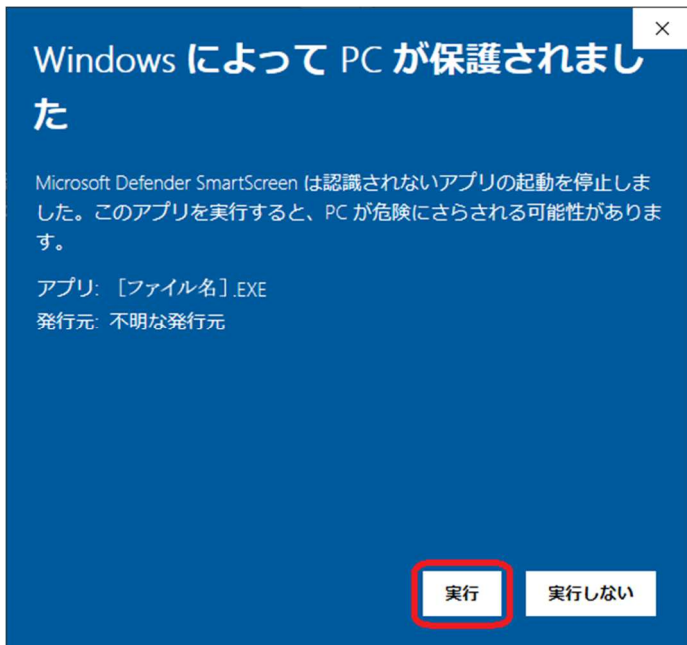 Windows によって PC が保護されまし
た
Microsoft Defender SmartScreen は認識されないアプリの起動を停止しま
した。このアプリを実行すると、PC が危険にさらされる可能性がありま
す。
アプリ: ［ファイル名］.EXE
発行元: 不明な発行元
実行 実行しない